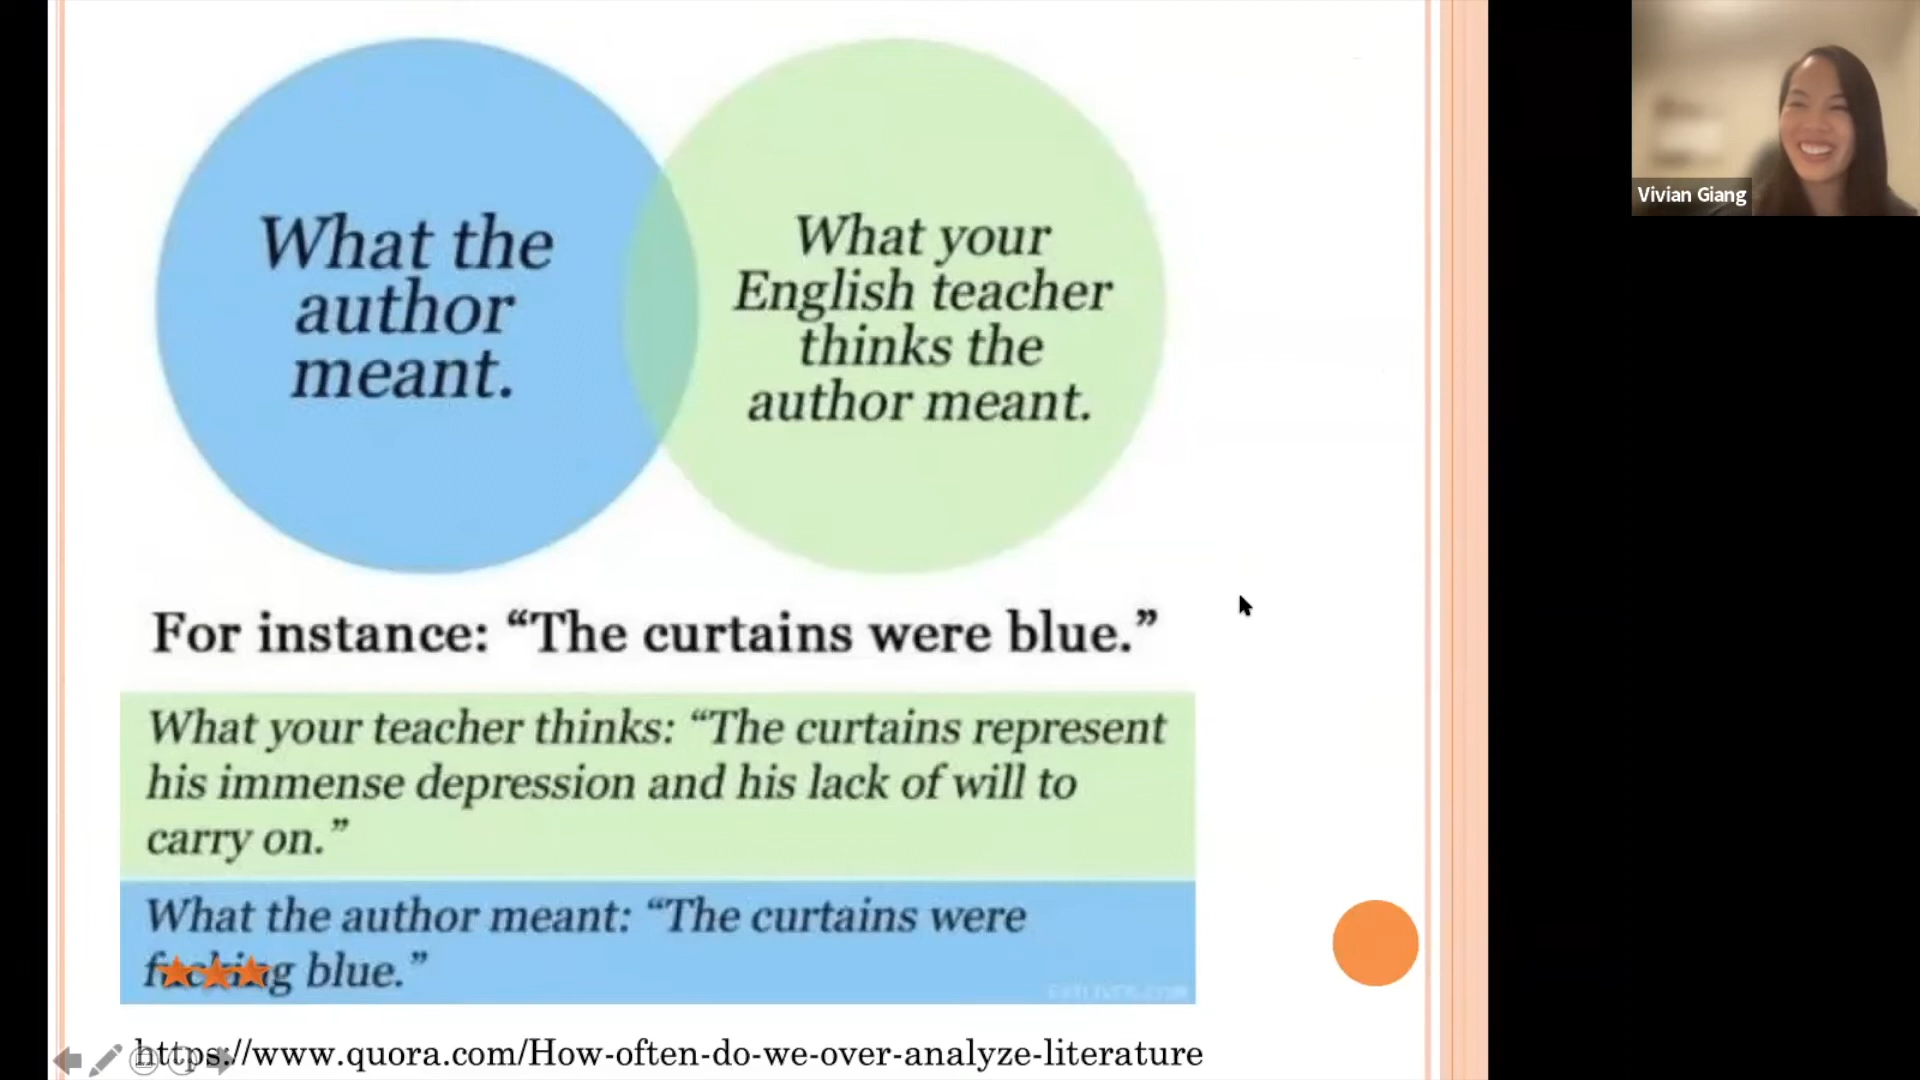 What the
author
meant.
What your
English teacher
thinks the
author meant.
Vivian Giang
For instance: “The curtains were blue.”
What your teacher thinks: “The curtains represent
his immense depression and his lack of will to
carry on.”
What the author meant: “The curtains were
f★★★g blue.”
https://www.quora.com/How-often-do-we-over-analyze-literature